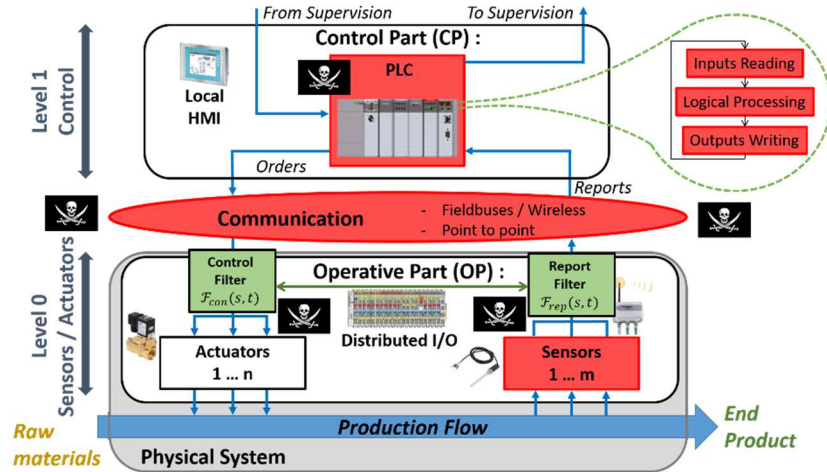 From Supervision
To Supervision
Control Part (CP) :
PLC
Local
HMI
Level 1
Control
Inputs Reading
Logical Processing
Outputs Writing
Orders
Reports
Communication
- Fieldbuses / Wireless
- Point to point
Level 0
Sensors / Actuators
Control
Filter
ℱcon(s,t)
Operative Part (OP) :
Report
Filter
ℱrep(s,t)
Distributed I/O
Actuators
1 ... n
Sensors
1 ... m
Raw
materials
Production Flow
End
Product
Physical System